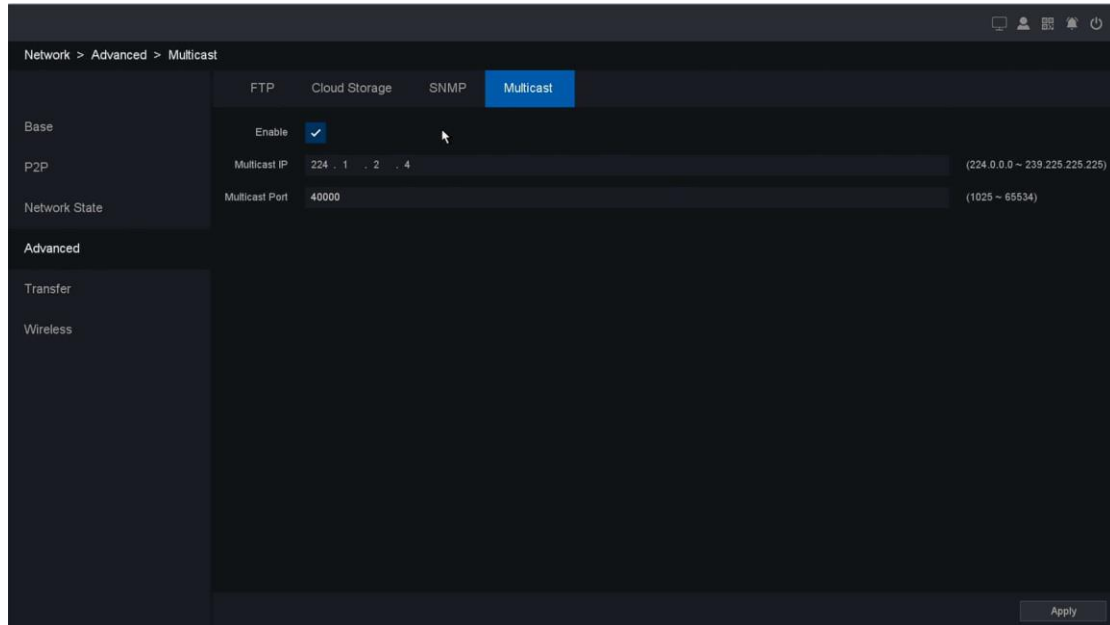 Network > Advanced > Multicast
FTP Cloud Storage SNMP Multicast
Base
P2P
Network State
Advanced
Transfer
Wireless
Enable
Multicast IP 224 . 1 . 2 . 4 (224.0.0.0 ~ 239.225.225.225)
Multicast Port 40000 (1025 ~ 65534)
Apply